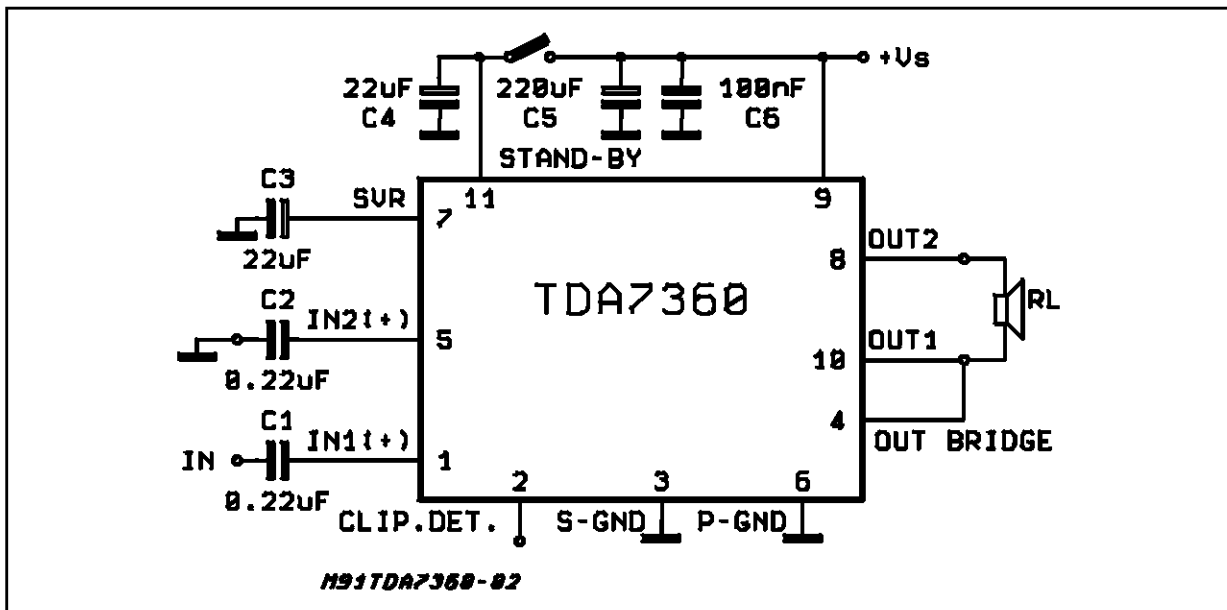 +Vs
22uF
C4
220uF
C5
100nF
C6
STAND-BY
C3
SVR
7
11
9
22uF
8
OUT2
TDA7360
RL
C2
IN2(+)
5
0.22uF
10
OUT1
C1
IN1(+)
4
OUT BRIDGE
IN
1
0.22uF
2
3
6
CLIP.DET.
S-GND
P-GND
M91TDA7360-02